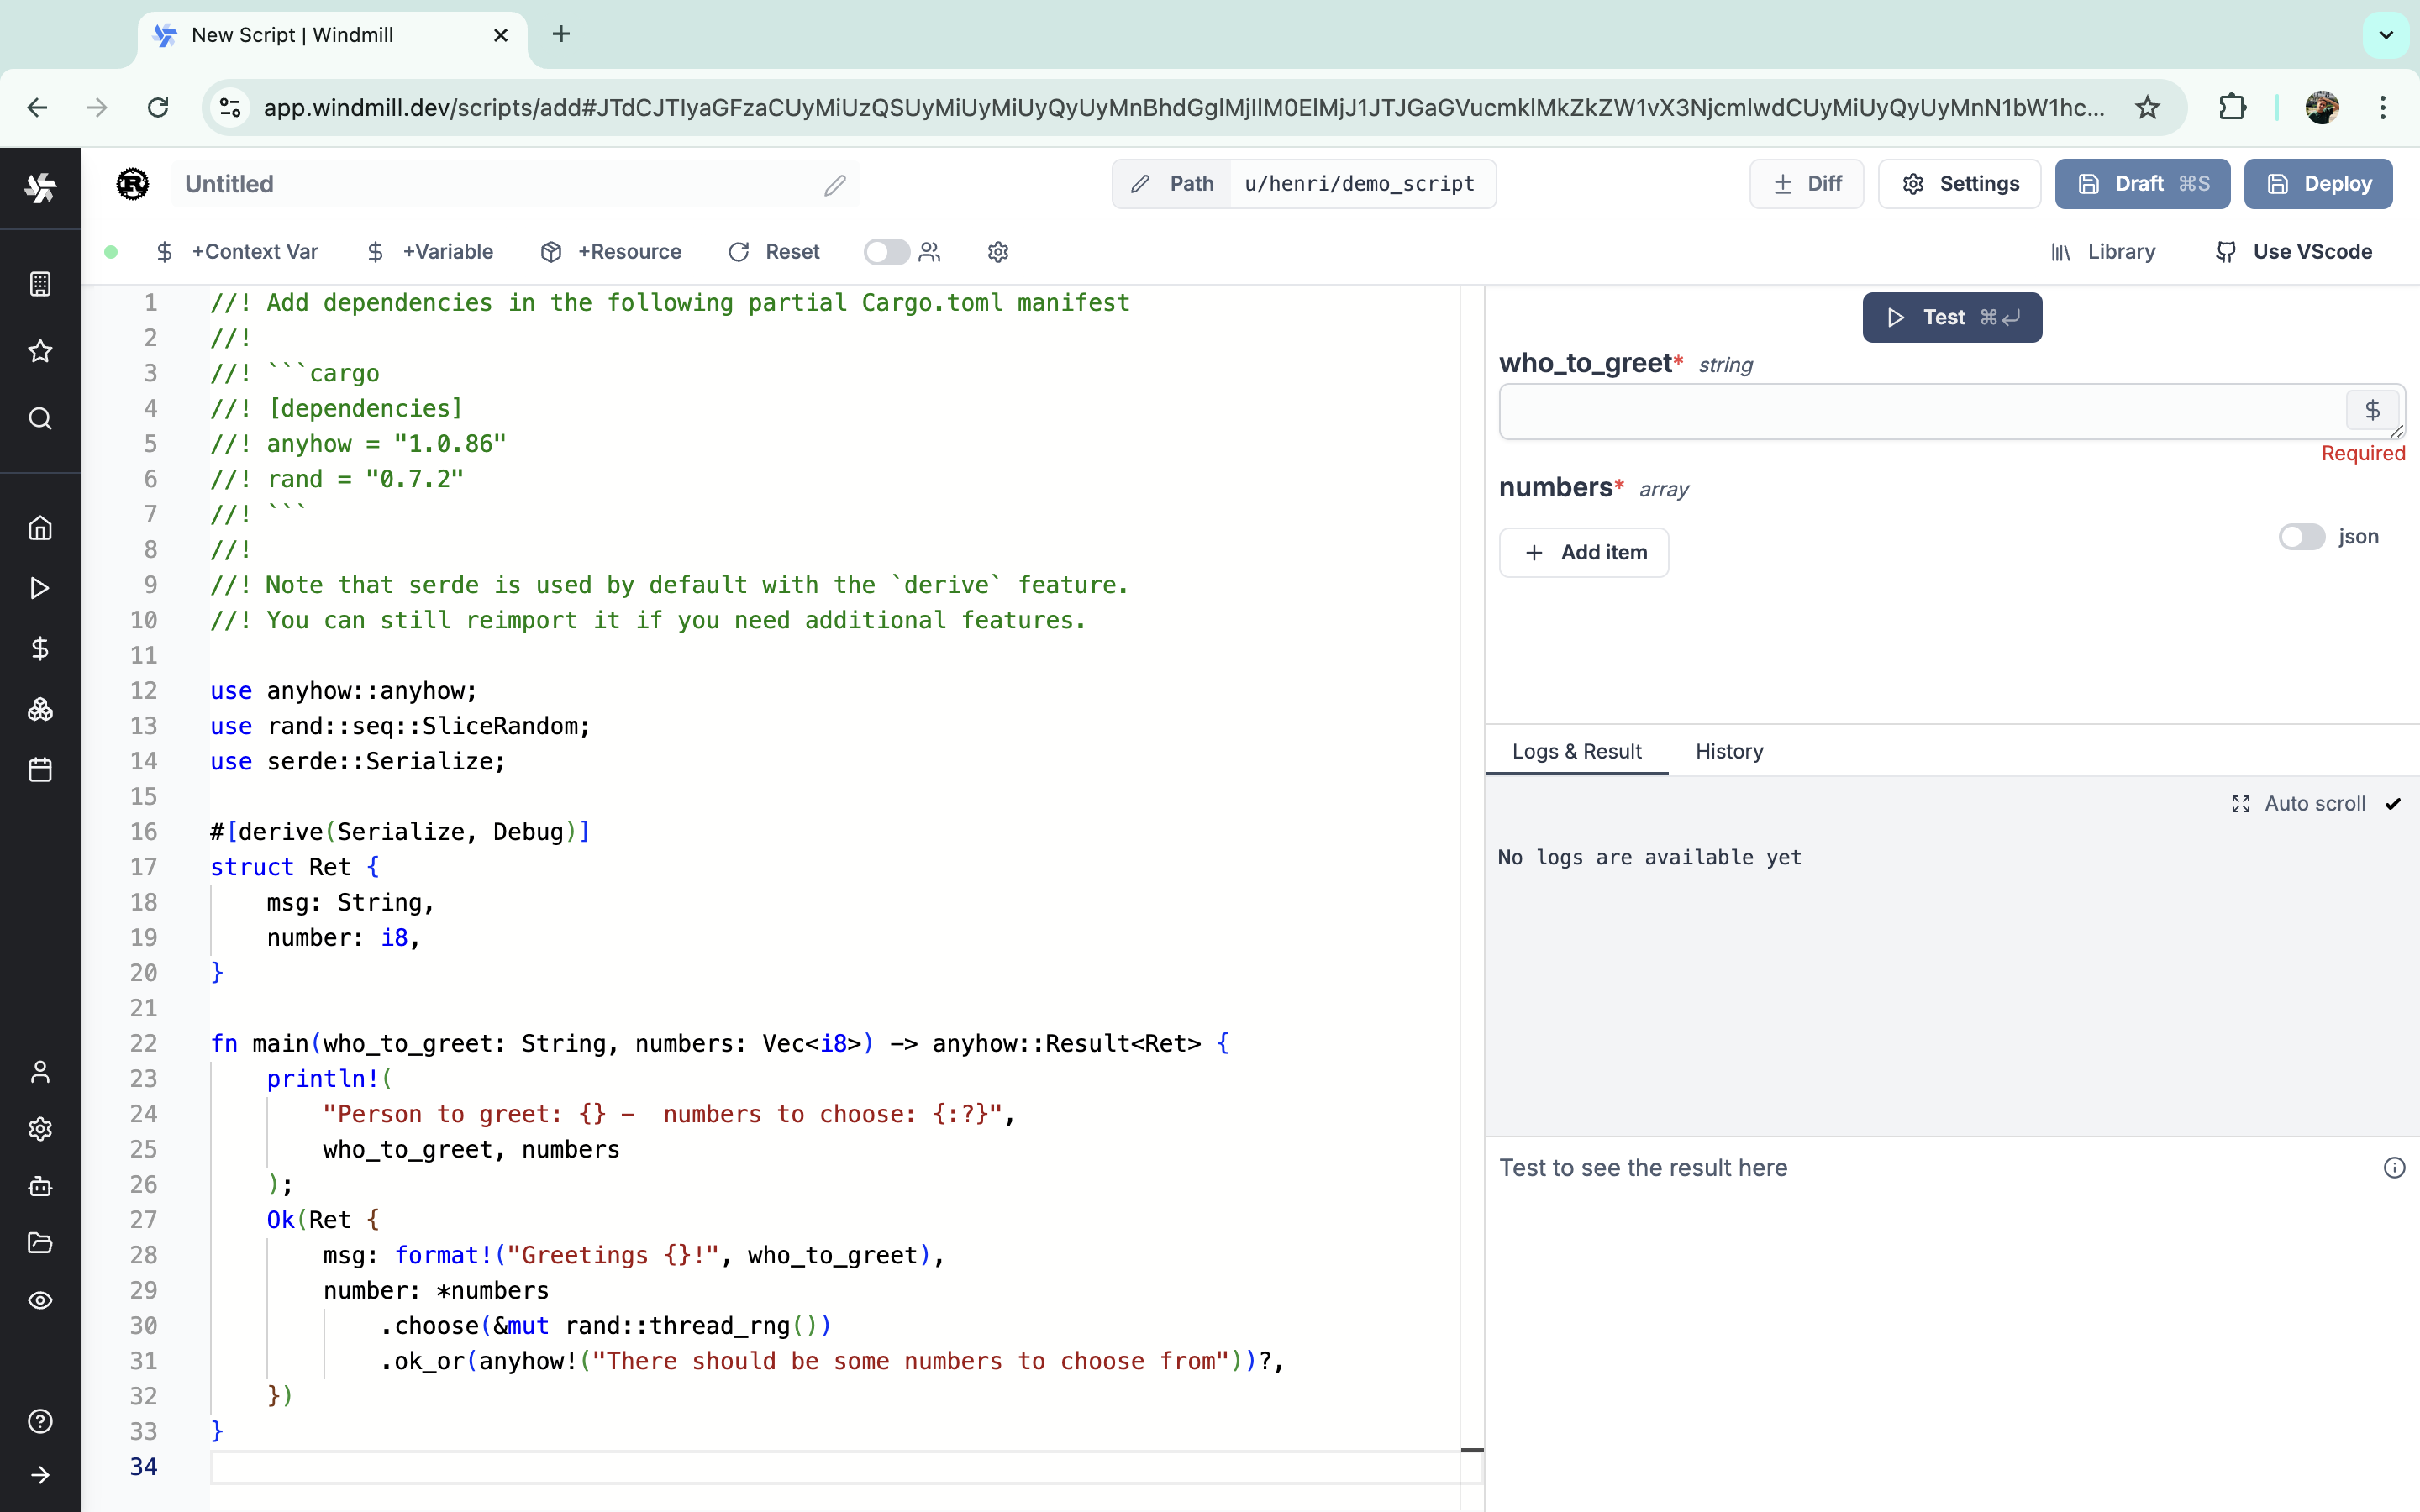 New Script | Windmill
app.windmill.dev/scripts/add#JTdCJTIyaGFzaCUyMiUzQSUyMiUyMiUyQyUyMnBhdGglMjIlM0ElMjJ1JTJGaGVucmklMkZkZW1vX3NjcmlwdCUyMiUyQyUyMnN1bW1hc...
Untitled
Path u/henri/demo_script
Diff
Settings
Draft ⌘S
Deploy
+Context Var
+Variable
+Resource
Reset
Library
Use VScode
1 //! Add dependencies in the following partial Cargo.toml manifest
2 //!
3 //! ```cargo
4 //! [dependencies]
5 //! anyhow = "1.0.86"
6 //! rand = "0.7.2"
7 //! ```
8 //!
9 //! Note that serde is used by default with the `derive` feature.
10 //! You can still reimport it if you need additional features.
11
12 use anyhow::anyhow;
13 use rand::seq::SliceRandom;
14 use serde::Serialize;
15
16 #[derive(Serialize, Debug)]
17 struct Ret {
18     msg: String,
19     number: i8,
20 }
21
22 fn main(who_to_greet: String, numbers: Vec<i8>) -> anyhow::Result<Ret> {
23     println!(
24         "Person to greet: {} -  numbers to choose: {:?}",
25         who_to_greet, numbers
26     );
27     Ok(Ret {
28         msg: format!("Greetings {}!", who_to_greet),
29         number: *numbers
30             .choose(&mut rand::thread_rng())
31             .ok_or(anyhow!("There should be some numbers to choose from"))?,
32     })
33 }
34
Test ⌘
who_to_greet* string
$
Required
numbers* array
Add item
json
Logs & Result
History
Auto scroll
No logs are available yet
Test to see the result here